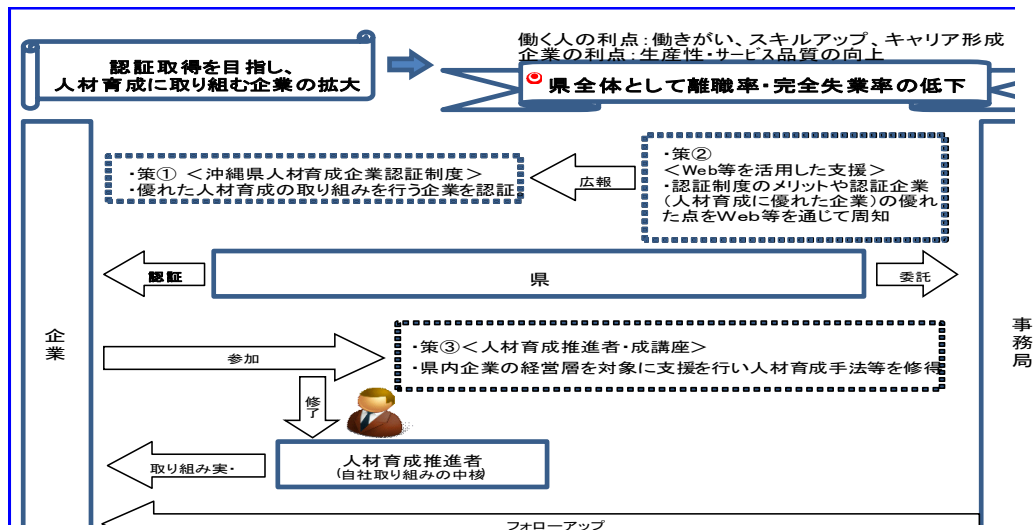 認証取得を目指し、
人材育成に取り組む企業の拡大
働く人の利点：働きがい、スキルアップ、キャリア形成
企業の利点：生産性・サービス品質の向上
県全体として離職率・完全失業率の低下
・策① ＜沖縄県人材育成企業認証制度＞
・優れた人材育成の取り組みを行う企業を認証
広報
・策②
＜Web等を活用した支援＞
・認証制度のメリットや認証企業
(人材育成に優れた企業)の優れ
た点をWeb等を通じて周知
認証
県
委託
企業
事務局
参加
・策③＜人材育成推進者・成講座＞
・県内企業の経営層を対象に支援を行い人材育成手法等を修得
修了
取り組み実・
人材育成推進者
(自社取り組みの中核)
フォローアップ